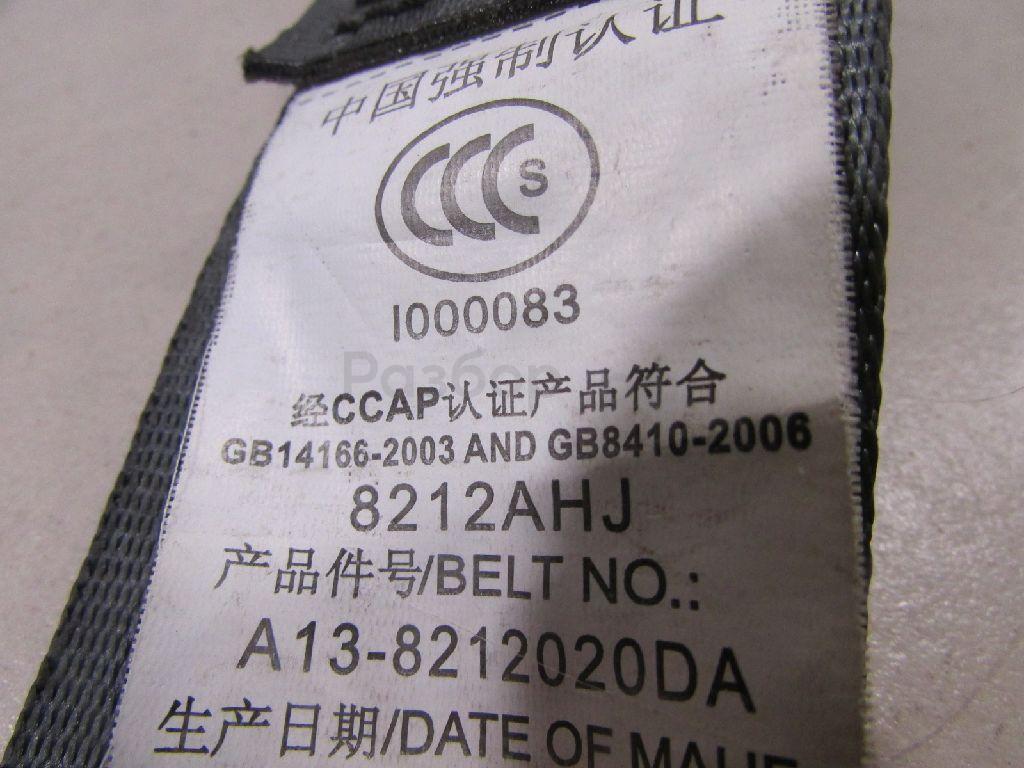 中国强制认证
CCC S
I000083
Разбор
经CCAP认证产品符合
GB14166-2003 AND GB8410-2006
8212AHJ
产品件号/BELT NO.:
A13-8212020DA
生产日期/DATE OF